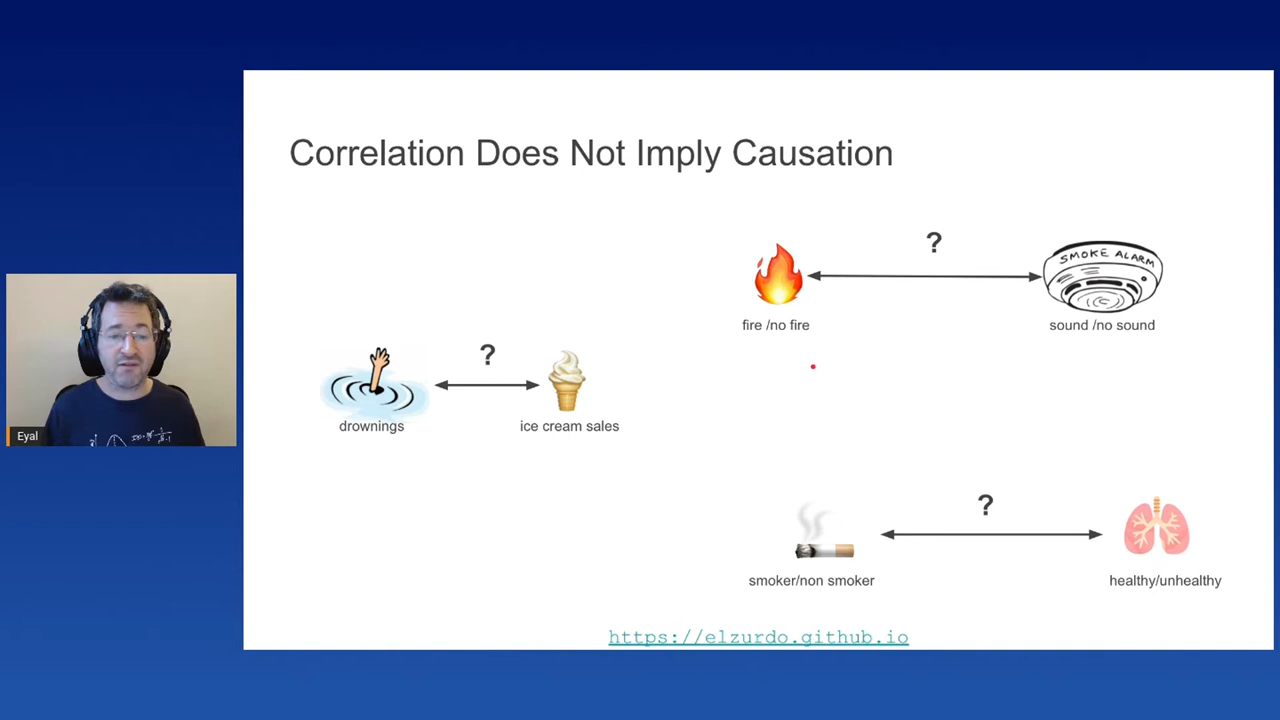 Correlation Does Not Imply Causation
?
SMOKE ALARM
fire /no fire
sound /no sound
?
drownings
ice cream sales
Eyal
?
smoker/non smoker
healthy/unhealthy
https://elzurdo.github.io